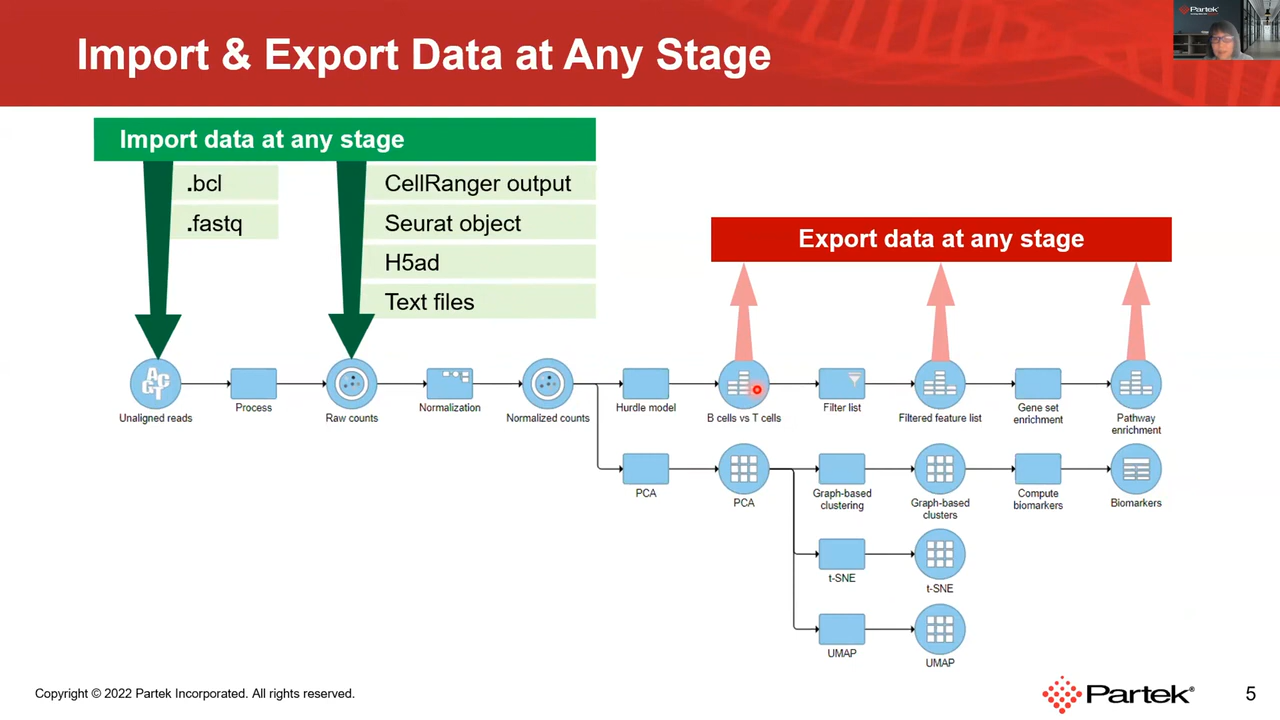 Import & Export Data at Any Stage
Partek
Import data at any stage
.bcl
.fastq
CellRanger output
Seurat object
H5ad
Text files
Export data at any stage
Unaligned reads
Process
Raw counts
Normalization
Normalized counts
Hurdle model
B cells vs T cells
Filter list
Filtered feature list
Gene set
enrichment
Pathway
enrichment
PCA
PCA
Graph-based
clustering
Graph-based
clusters
Compute
biomarkers
Biomarkers
t-SNE
t-SNE
UMAP
UMAP
Copyright © 2022 Partek Incorporated. All rights reserved.
Partek®
5